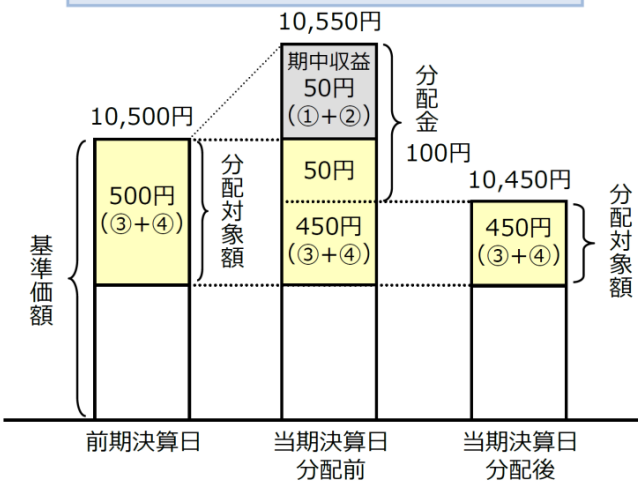 10,550円
期中収益
50円
(①+②)
分配金
100円
10,500円
500円
(③+④)
分配対象額
50円
450円
(③+④)
10,450円
450円
(③+④)
分配対象額
基準価額
前期決算日
当期決算日
分配前
当期決算日
分配後